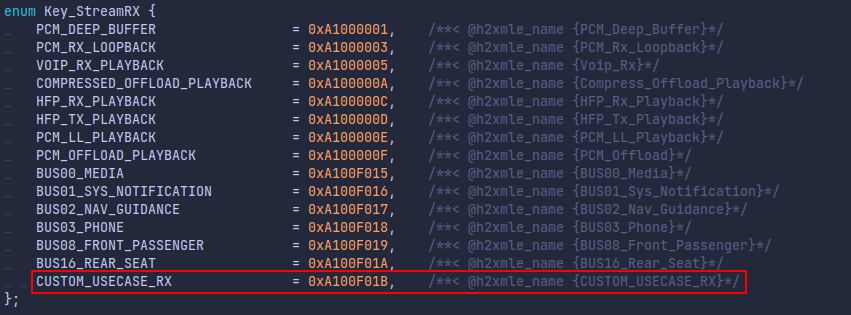 enum Key_StreamRX {
PCM_DEEP_BUFFER = 0xA1000001, /**< @h2xmle_name {PCM_Deep_Buffer}*/
PCM_RX_LOOPBACK = 0xA1000003, /**< @h2xmle_name {PCM_Rx_Loopback}*/
VOIP_RX_PLAYBACK = 0xA1000005, /**< @h2xmle_name {Voip_Rx}*/
COMPRESSED_OFFLOAD_PLAYBACK = 0xA100000A, /**< @h2xmle_name {Compress_Offload_Playback}*/
HFP_RX_PLAYBACK = 0xA100000C, /**< @h2xmle_name {HFP_Rx_Playback}*/
HFP_TX_PLAYBACK = 0xA100000D, /**< @h2xmle_name {HFP_Tx_Playback}*/
PCM_LL_PLAYBACK = 0xA100000E, /**< @h2xmle_name {PCM_LL_Playback}*/
PCM_OFFLOAD_PLAYBACK = 0xA100000F, /**< @h2xmle_name {PCM_Offload}*/
BUS00_MEDIA = 0xA100F015, /**< @h2xmle_name {BUS00_Media}*/
BUS01_SYS_NOTIFICATION = 0xA100F016, /**< @h2xmle_name {BUS01_Sys_Notification}*/
BUS02_NAV_GUIDANCE = 0xA100F017, /**< @h2xmle_name {BUS02_Nav_Guidance}*/
BUS03_PHONE = 0xA100F018, /**< @h2xmle_name {BUS03_Phone}*/
BUS08_FRONT_PASSENGER = 0xA100F019, /**< @h2xmle_name {BUS08_Front_Passenger}*/
BUS16_REAR_SEAT = 0xA100F01A, /**< @h2xmle_name {BUS16_Rear_Seat}*/
CUSTOM_USECASE_RX = 0xA100F01B, /**< @h2xmle_name {CUSTOM_USECASE_RX}*/
};